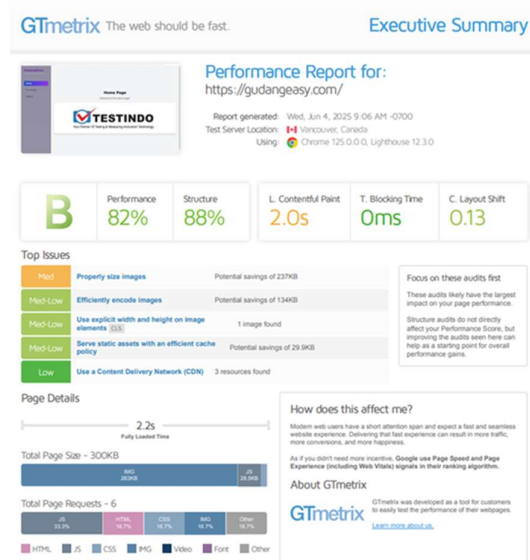 GTmetrix The web should be fast.
Executive Summary
Home Page
TESTINDO
Performance Report for:
https://gudangeasy.com/
Report generated: Wed, Jun 4, 2025 9:06 AM -0700
Test Server Location: Vancouver, Canada
Using: Chrome 125.0.0.0, Lighthouse 12.3.0
B
Performance
82%
Structure
88%
L. Contentful Paint
2.0s
T. Blocking Time
0ms
C. Layout Shift
0.13
Top Issues
Med Properly size images Potential savings of 237KB
Med-Low Efficiently encode images Potential savings of 134KB
Med-Low Use explicit width and height on image elements CLS 1 image found
Med-Low Serve static assets with an efficient cache policy Potential savings of 29.9KB
Low Use a Content Delivery Network (CDN) 3 resources found
Focus on these audits first
These audits likely have the largest
impact on your page performance.
Structure audits do not directly
affect your Performance Score, but
improving the audits seen here can
help as a starting point for overall
performance gains.
Page Details
2.2s
Fully Loaded Time
Total Page Size - 300KB
IMG
283KB
JS
Total Page Requests - 6
JS
33.3%
HTML
16.7%
CSS
16.7%
IMG
16.7%
Other
16.7%
HTML JS CSS IMG Video Font Other
How does this affect me?
Modern web users have a short attention span and expect a fast and seamless
website experience. Delivering that fast experience can result in more traffic,
more conversions, and more happiness.
As if you didn't need more incentive, Google use Page Speed and Page
Experience (including Web Vitals) signals in their ranking algorithm.
About GTmetrix
GTmetrix
GTmetrix was developed as a tool for customers
to easily test the performance of their webpages.
Learn more about us.